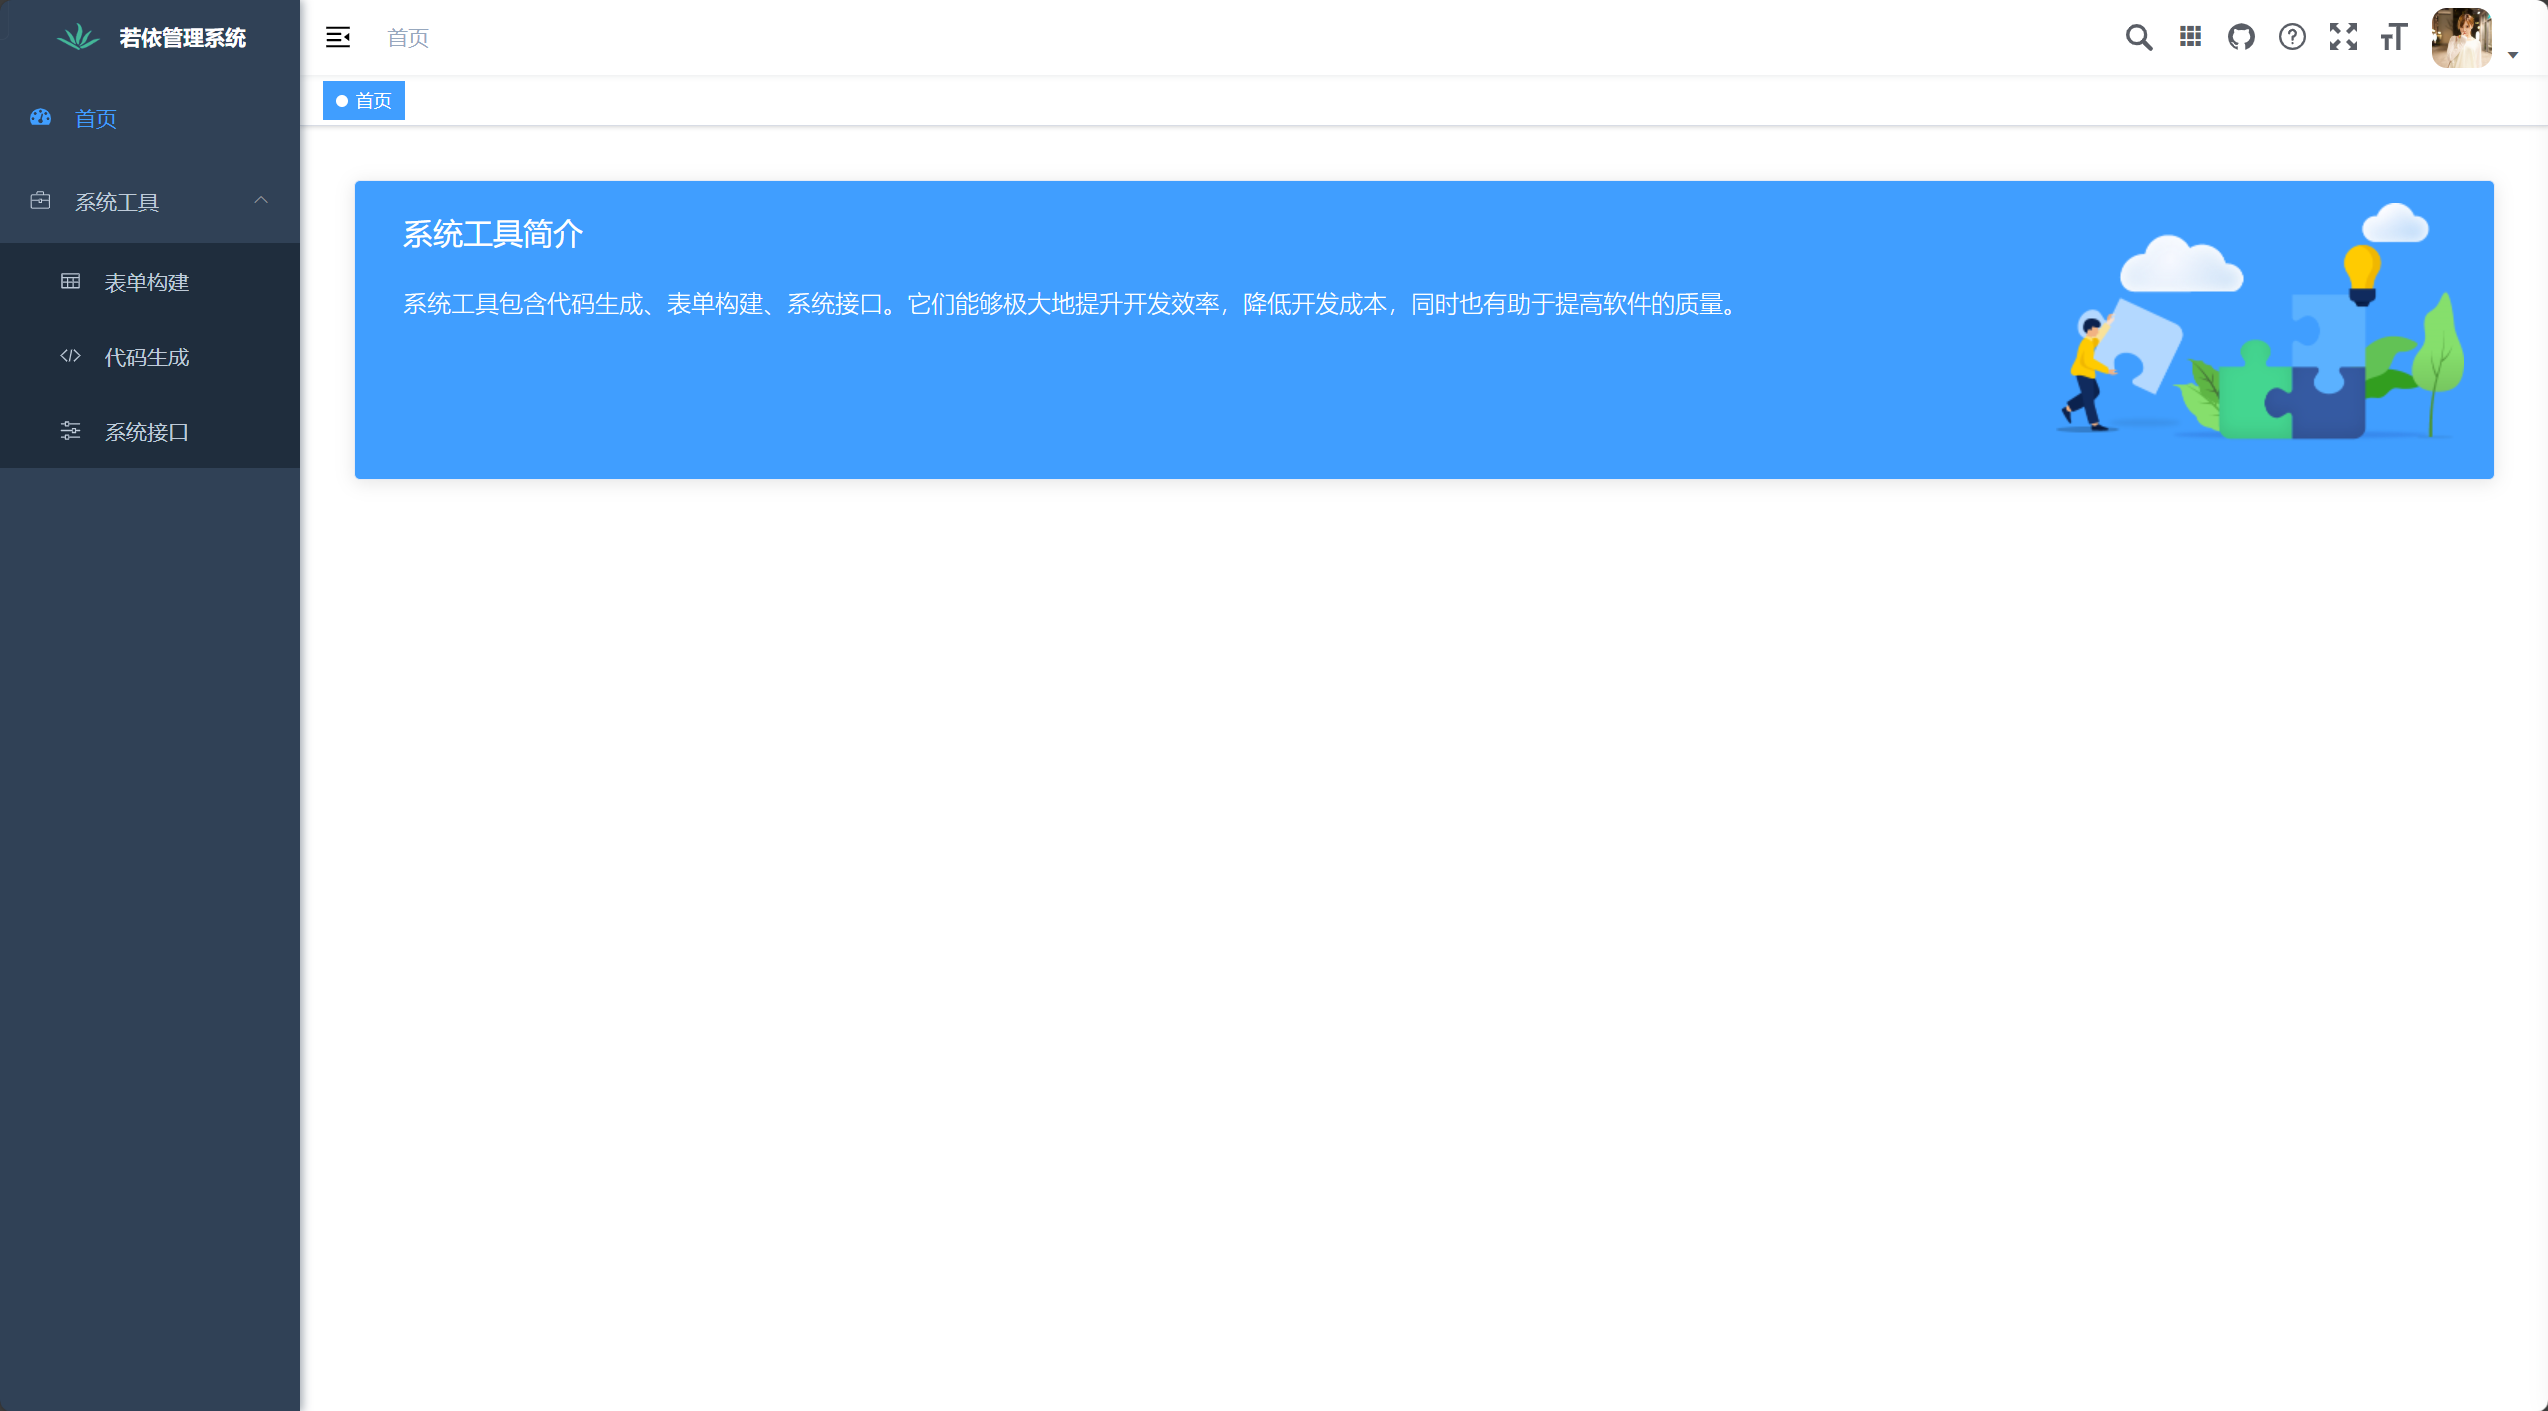 若依管理系统
首页
首页
首页
系统工具
表单构建
代码生成
系统接口
系统工具简介
系统工具包含代码生成、表单构建、系统接口。它们能够极大地提升开发效率，降低开发成本，同时也有助于提高软件的质量。